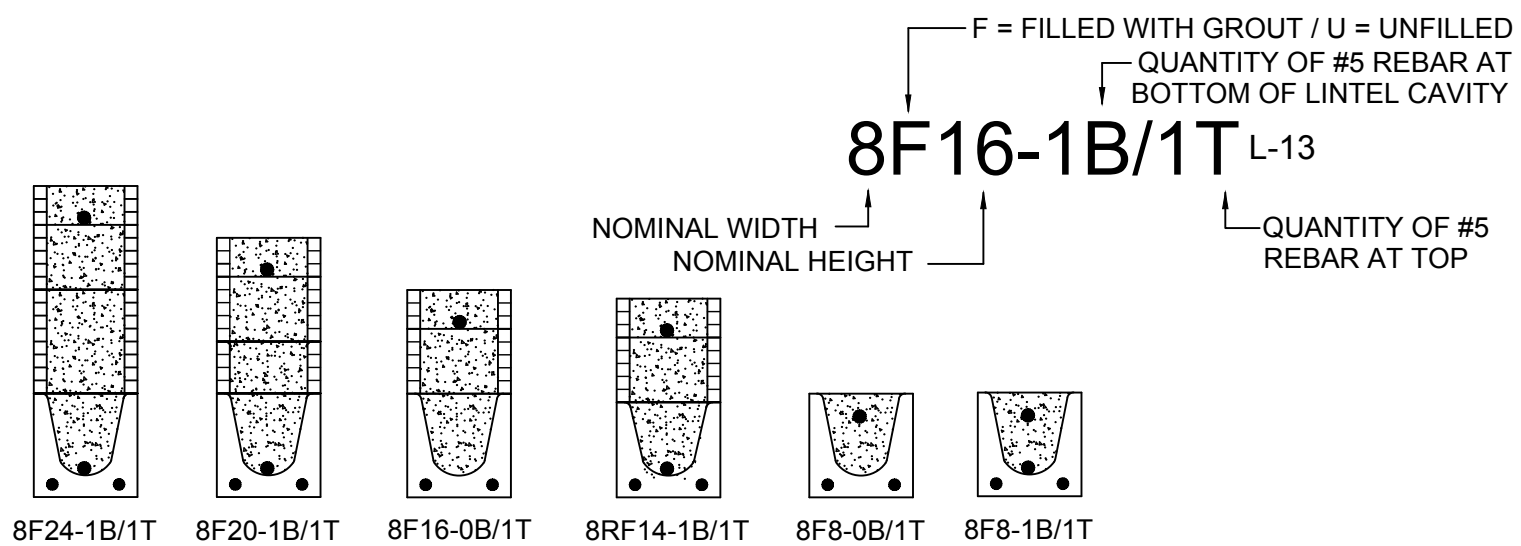 F = FILLED WITH GROUT / U = UNFILLED
QUANTITY OF #5 REBAR AT
BOTTOM OF LINTEL CAVITY
8F16-1B/1T L-13
NOMINAL WIDTH
NOMINAL HEIGHT
QUANTITY OF #5
REBAR AT TOP
8F24-1B/1T 8F20-1B/1T 8F16-0B/1T 8RF14-1B/1T 8F8-0B/1T 8F8-1B/1T